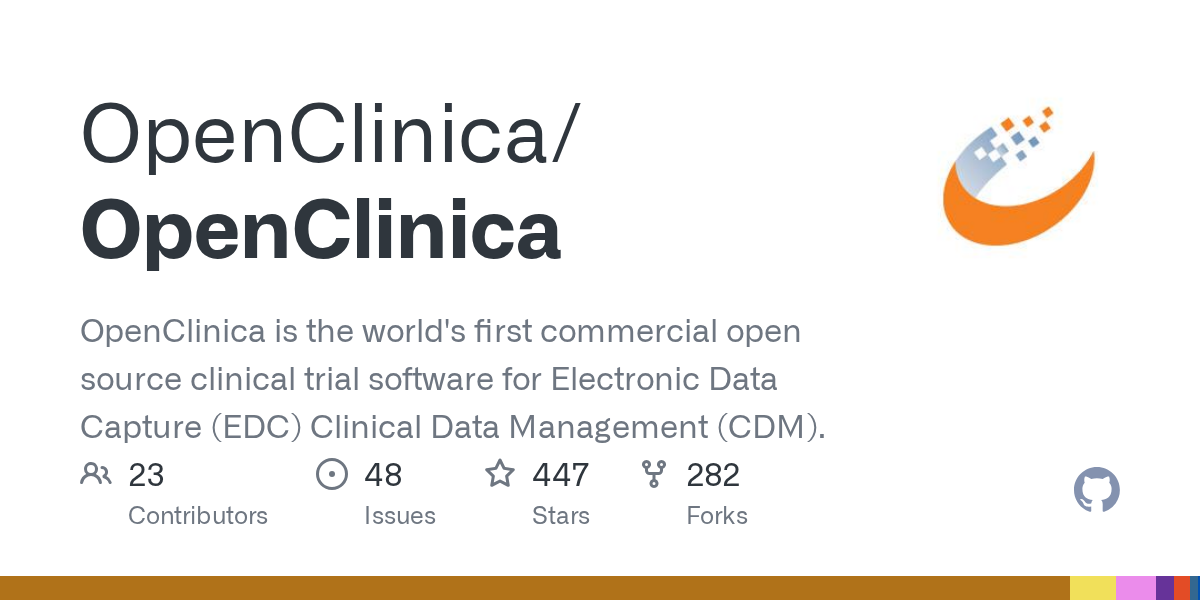 OpenClinica/
OpenClinica
OpenClinica is the world's first commercial open
source clinical trial software for Electronic Data
Capture (EDC) Clinical Data Management (CDM).
23 48 447 282
Contributors Issues Stars Forks